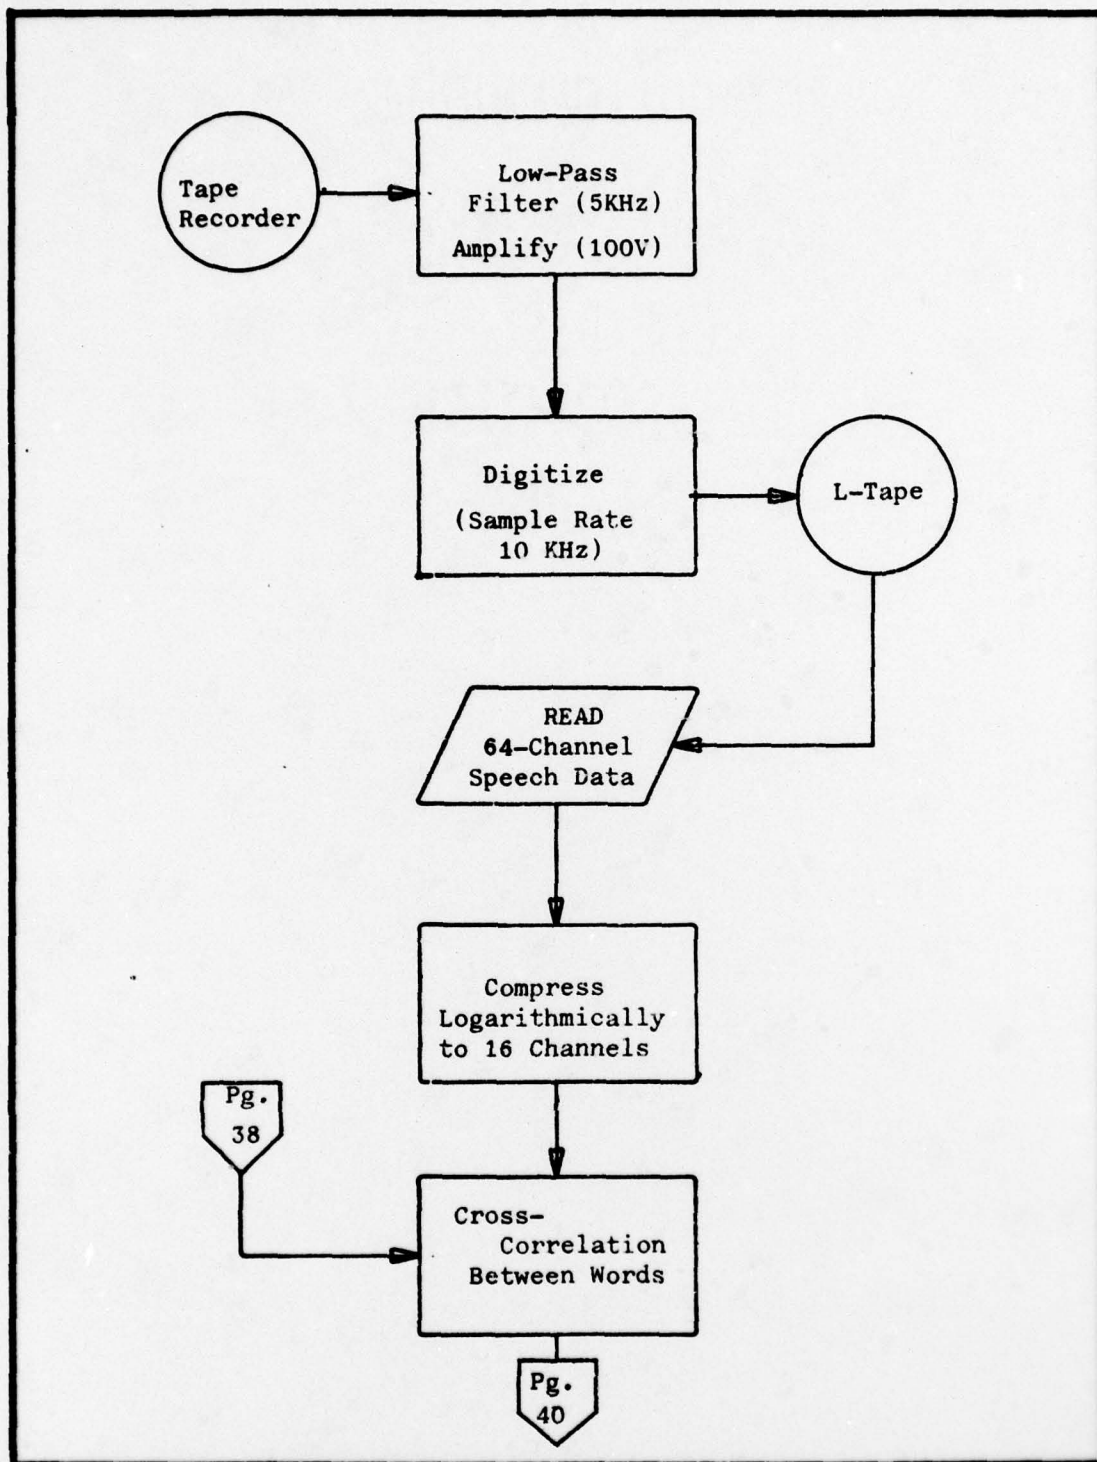 Tape
Recorder
Low-Pass
Filter (5KHz)
Amplify (100V)
Digitize
(Sample Rate
10 KHz)
L-Tape
READ
64-Channel
Speech Data
Compress
Logarithmically
to 16 Channels
Pg.
38
Cross-
Correlation
Between Words
Pg.
40